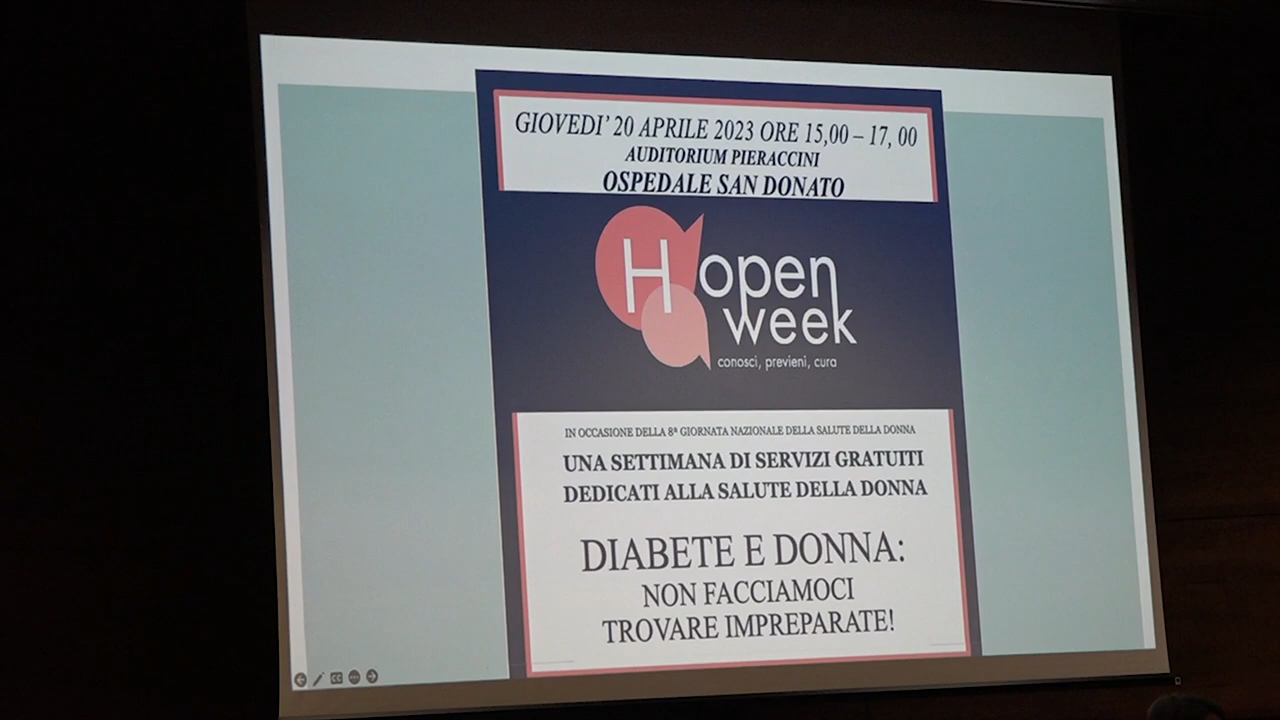 GIOVEDI' 20 APRILE 2023 ORE 15,00 – 17, 00
AUDITORIUM PIERACCINI
OSPEDALE SAN DONATO
H open
week
conosci, previeni, cura
IN OCCASIONE DELLA 8ª GIORNATA NAZIONALE DELLA SALUTE DELLA DONNA
UNA SETTIMANA DI SERVIZI GRATUITI
DEDICATI ALLA SALUTE DELLA DONNA
DIABETE E DONNA:
NON FACCIAMOCI
TROVARE IMPREPARATE!